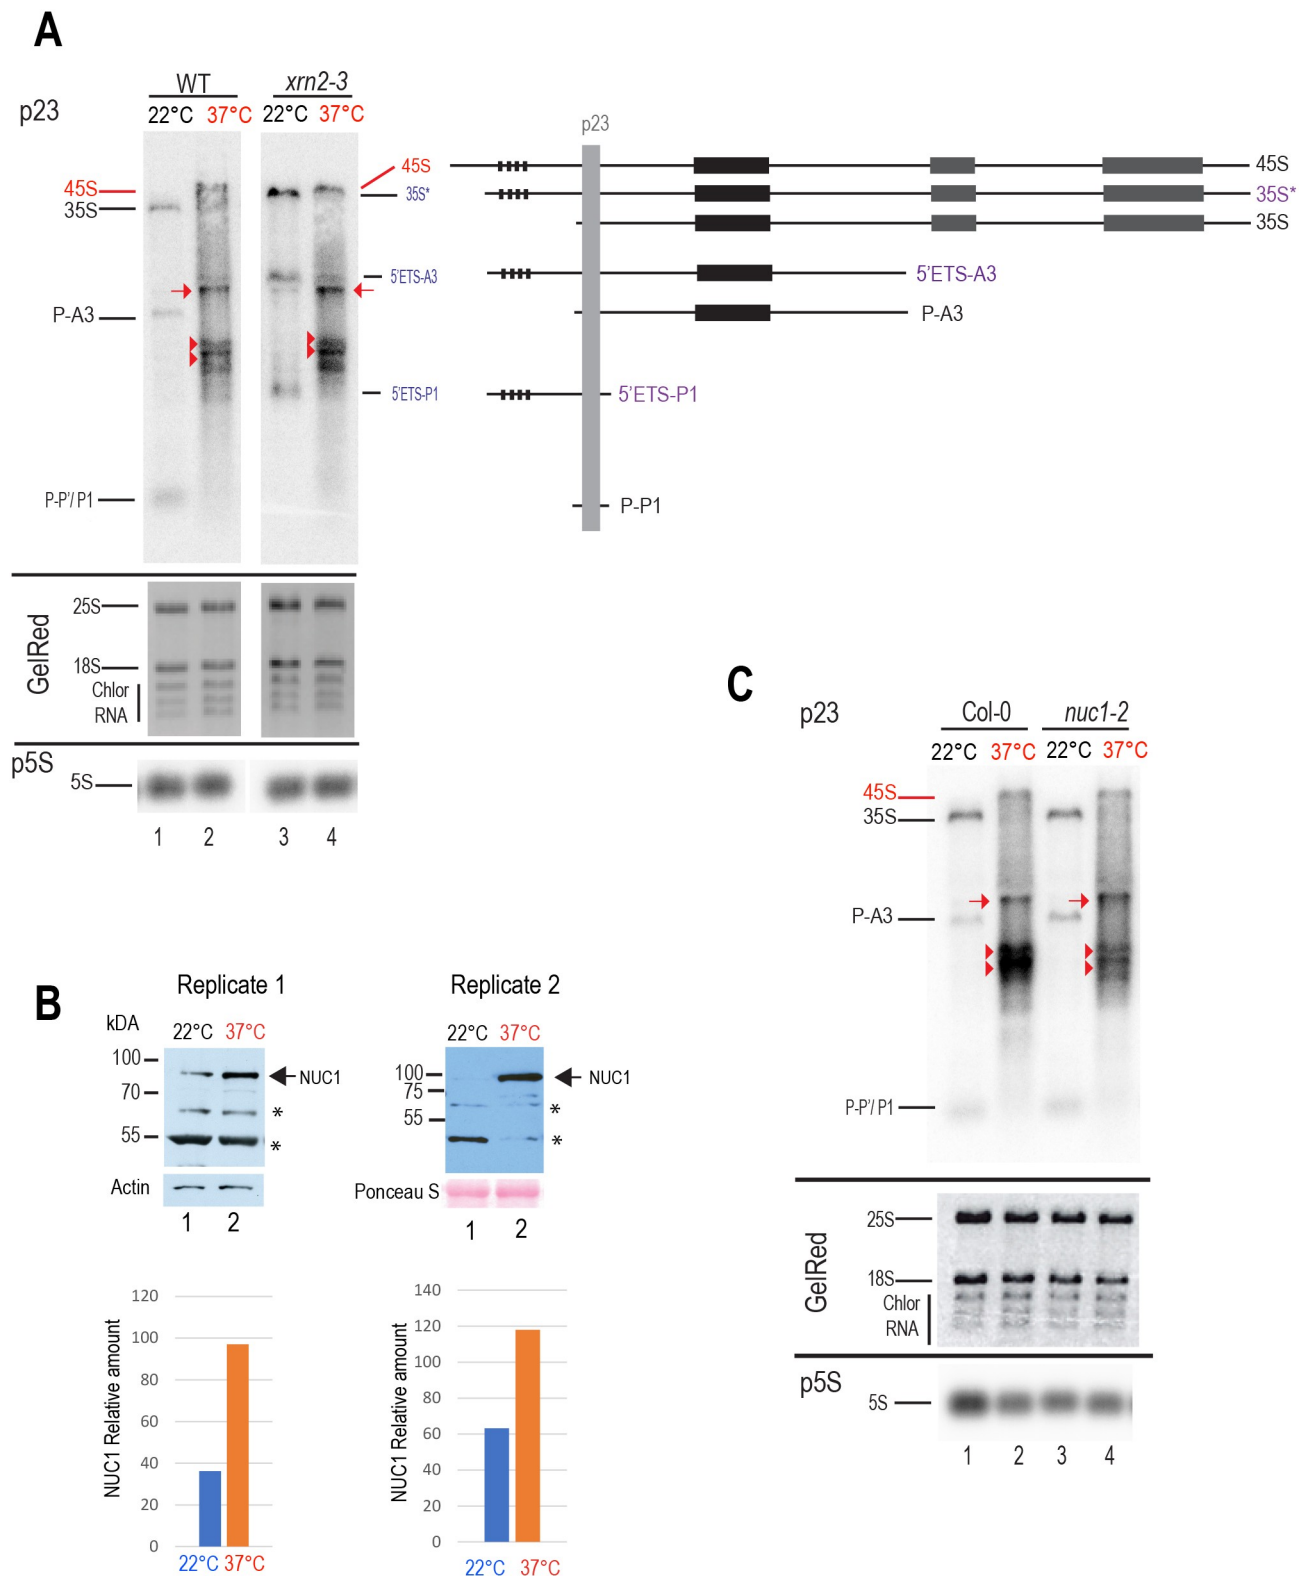 A
WT
xrn2-3
p23
22°C
37°C
22°C
37°C
45S
35S
P-A3
P-P'/ P1
45S
35S*
5'ETS-A3
5'ETS-P1
p23
45S
35S*
35S
5'ETS-A3
P-A3
5'ETS-P1
P-P1
GelRed
25S
18S
Chlor
RNA
p5S
5S
1
2
3
4
B
Replicate 1
kDA
22°C
37°C
100
70
55
NUC1
*
*
Actin
1
2
Replicate 2
22°C
37°C
100
75
55
NUC1
*
*
Ponceau S
1
2
NUC1 Relative amount
120
100
80
60
40
20
0
22°C
37°C
NUC1 Relative amount
140
120
100
80
60
40
20
0
22°C
37°C
C
p23
Col-0
nuc1-2
22°C
37°C
22°C
37°C
45S
35S
P-A3
P-P'/ P1
GelRed
25S
18S
Chlor
RNA
p5S
5S
1
2
3
4